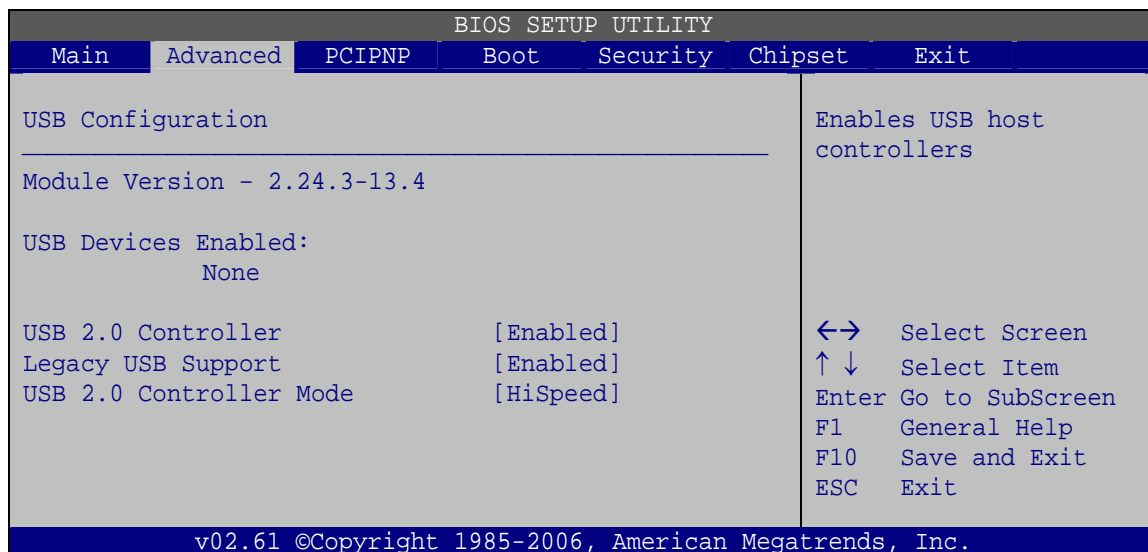 BIOS SETUP UTILITY
Main Advanced PCIPNP Boot Security Chipset Exit
USB Configuration
Module Version – 2.24.3-13.4
USB Devices Enabled:
None
USB 2.0 Controller [Enabled]
Legacy USB Support [Enabled]
USB 2.0 Controller Mode [HiSpeed]
Enables USB host
controllers
←→ Select Screen
↑ ↓ Select Item
Enter Go to SubScreen
F1 General Help
F10 Save and Exit
ESC Exit
v02.61 ©Copyright 1985-2006, American Megatrends, Inc.